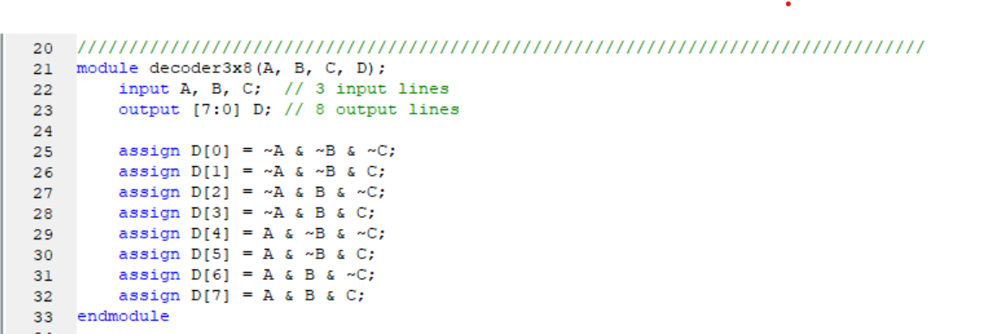 20 //////////////////////////////////////////////////////////////////////////////////
21 module decoder3x8(A, B, C, D);
22 input A, B, C; // 3 input lines
23 output [7:0] D; // 8 output lines
24
25 assign D[0] = ~A & ~B & ~C;
26 assign D[1] = ~A & ~B & C;
27 assign D[2] = ~A & B & ~C;
28 assign D[3] = ~A & B & C;
29 assign D[4] = A & ~B & ~C;
30 assign D[5] = A & ~B & C;
31 assign D[6] = A & B & ~C;
32 assign D[7] = A & B & C;
33 endmodule